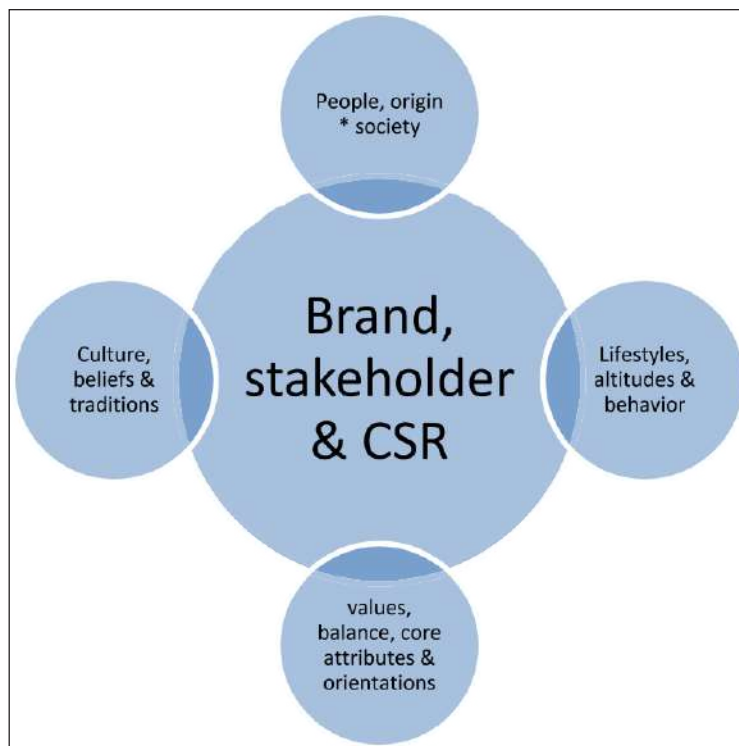 People, origin
* society
Culture,
beliefs &
traditions
Brand,
stakeholder
& CSR
Lifestyles,
altitudes &
behavior
values,
balance, core
attributes &
orientations